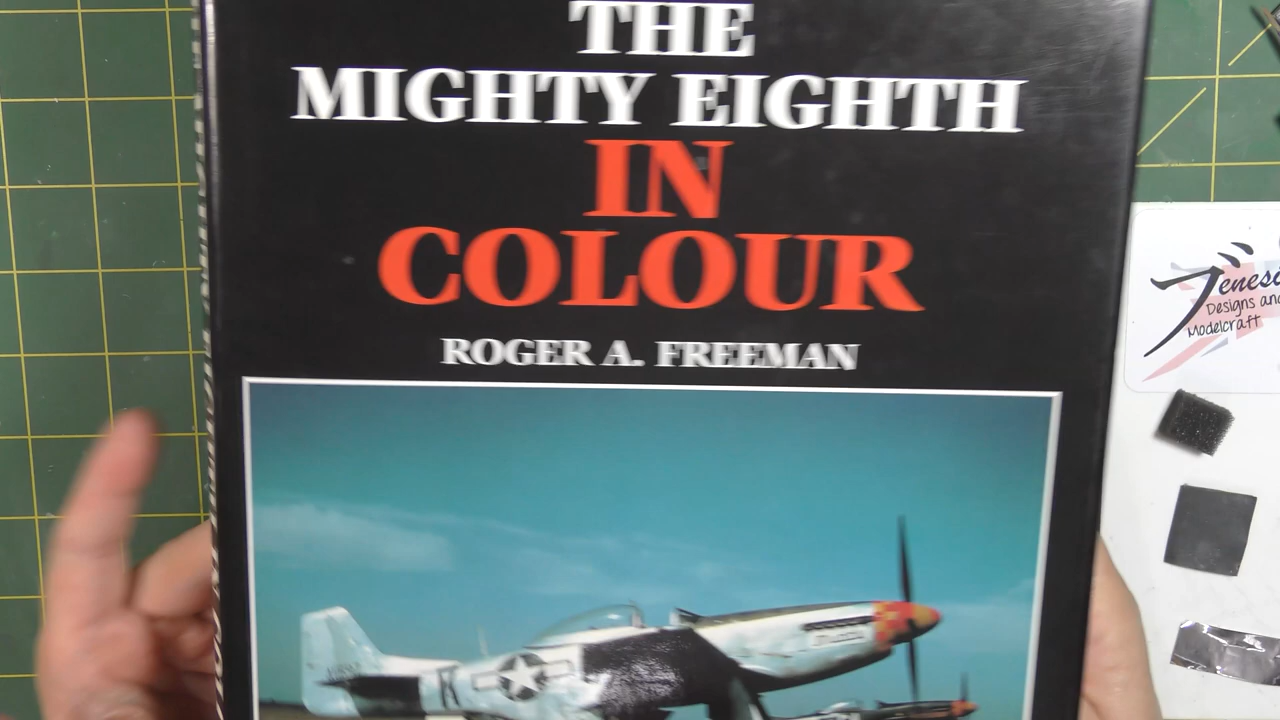 THE
MIGHTY EIGHTH
IN
COLOUR
ROGER A. FREEMAN
K
Designs and
Modelcraft